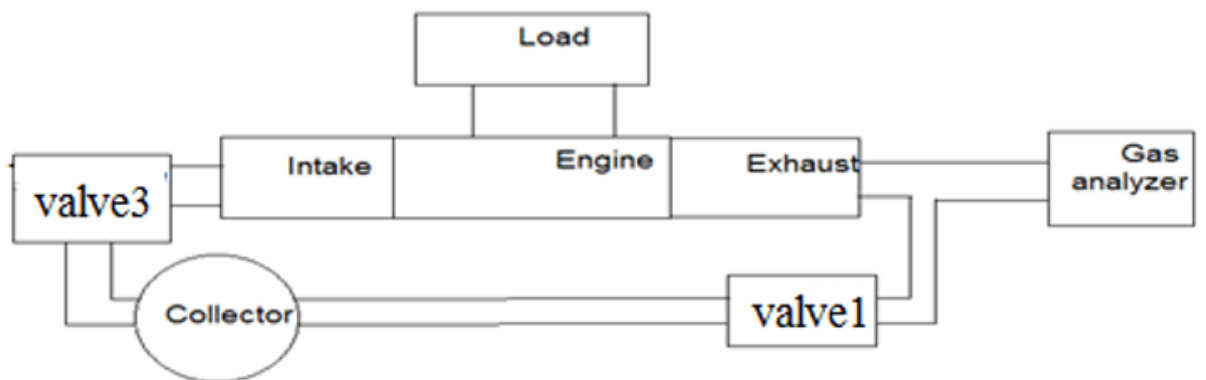 Load
Intake
Engine
Exhaust
Gas
analyzer
valve3
Collector
valve1